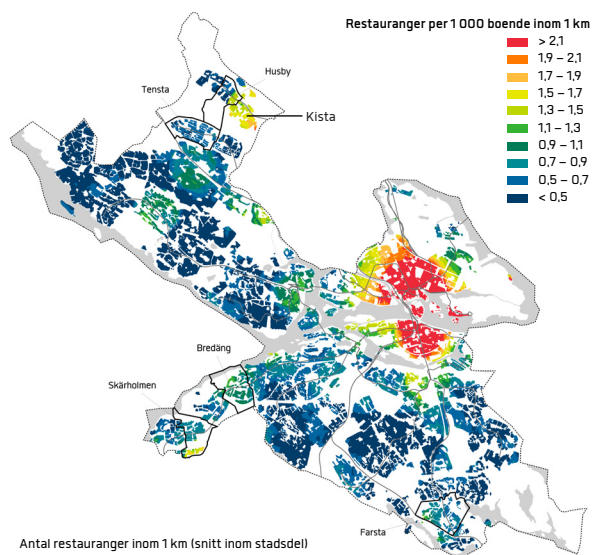 Restauranger per 1 000 boende inom 1 km
> 2,1
1,9 – 2,1
1,7 – 1,9
1,5 – 1,7
1,3 – 1,5
1,1 – 1,3
0,9 – 1,1
0,7 – 0,9
0,5 – 0,7
< 0,5
Husby
Tensta
Kista
Bredäng
Skärholmen
Farsta
Antal restauranger inom 1 km (snitt inom stadsdel)